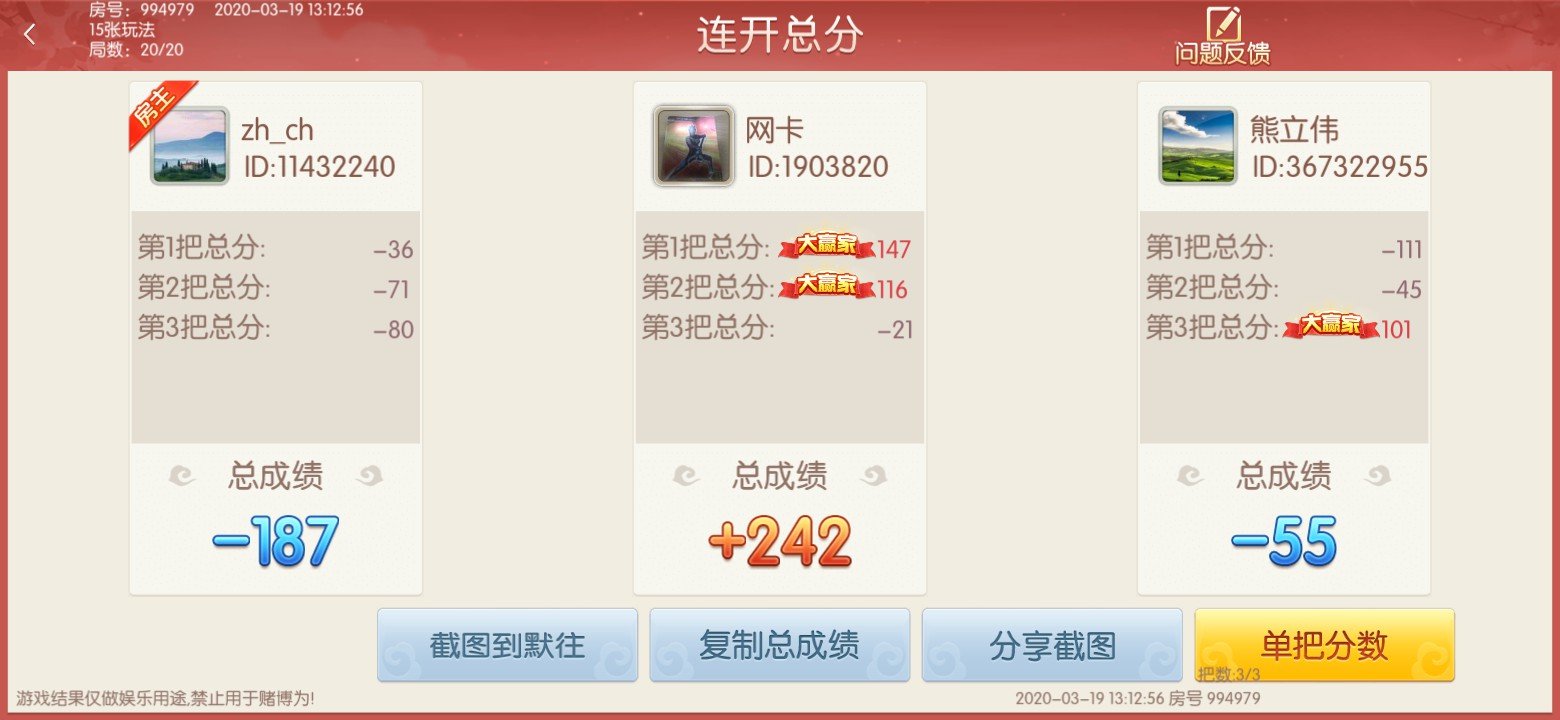 房号：994979 2020-03-19 13:12:56
15张玩法
局数：20/20
连开总分
问题反馈
房主
zh_ch
ID:11432240
第1把总分: -36
第2把总分: -71
第3把总分: -80
总成绩
-187
网卡
ID:1903820
第1把总分: 大赢家 147
第2把总分: 大赢家 116
第3把总分: -21
总成绩
+242
熊立伟
ID:367322955
第1把总分: -111
第2把总分: -45
第3把总分: 大赢家 101
总成绩
-55
截图到默往
复制总成绩
分享截图
单把分数
把数:3/3
游戏结果仅做娱乐用途,禁止用于赌博为!
2020-03-19 13:12:56 房号 994979